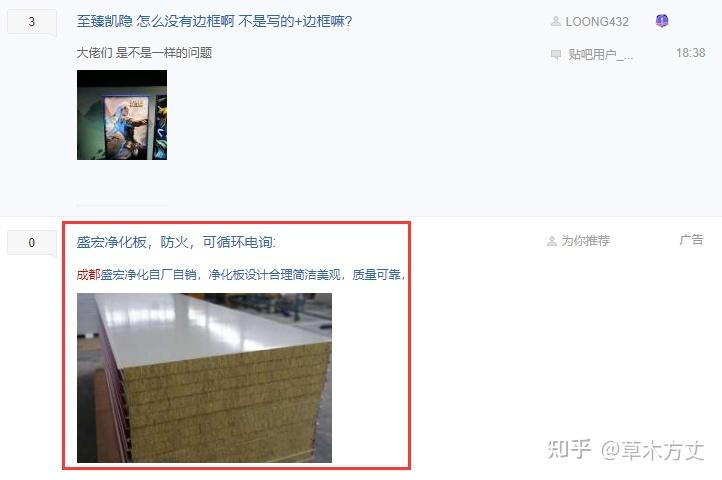 3
至臻凯隐 怎么没有边框啊 不是写的+边框嘛?
LOONG432
大佬们 是不是一样的问题
贴吧用户_...
18:38
0
盛宏净化板，防火，可循环电询:
为你推荐
广告
成都盛宏净化自厂自销，净化板设计合理简洁美观，质量可靠，
知乎 @草木方丈